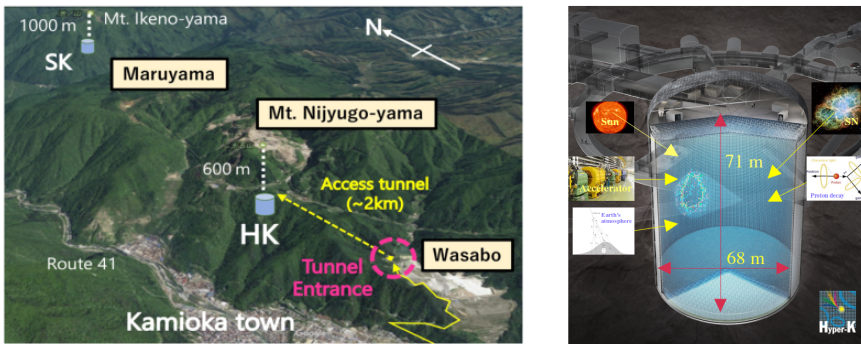 1000 m
Mt. Ikeno-yama
SK
Maruyama
N
Mt. Nijyugo-yama
600 m
Access tunnel
(~2km)
HK
Wasabo
Tunnel
Entrance
Route 41
Kamioka town
Sun
SN
71 m
Accelerator
Proton decay
Earth's
atmosphere
68 m
Hyper-K